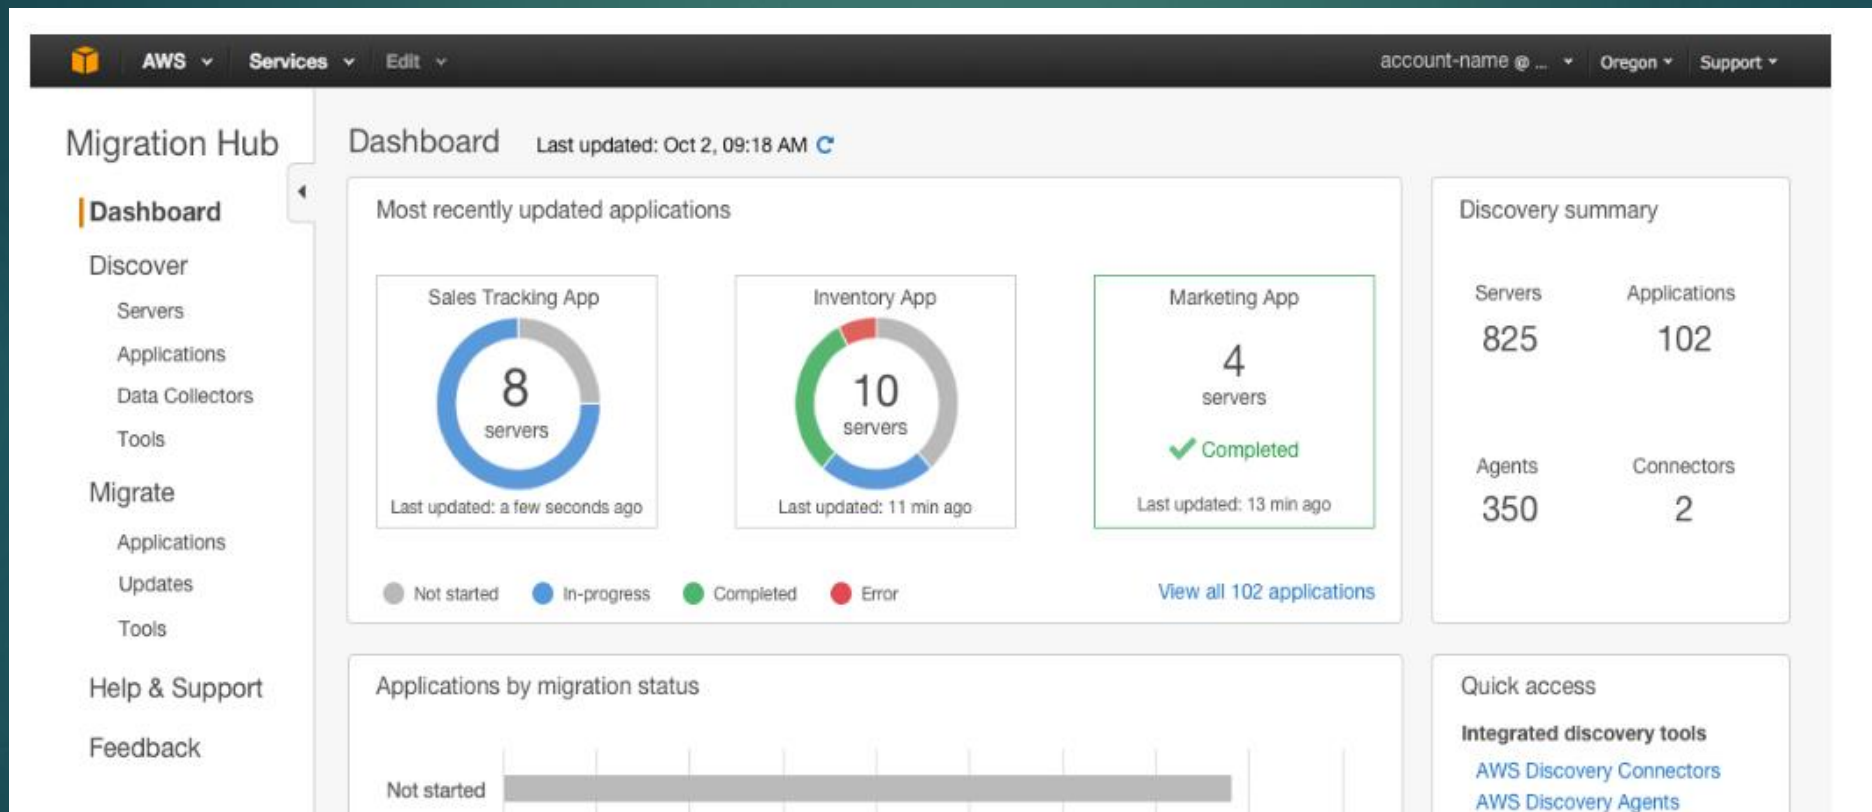 AWS Services Edit account-name @ ... Oregon Support
Migration Hub
Dashboard
Discover
Servers
Applications
Data Collectors
Tools
Migrate
Applications
Updates
Tools
Help & Support
Feedback
Dashboard Last updated: Oct 2, 09:18 AM
Most recently updated applications
Sales Tracking App
8
servers
Last updated: a few seconds ago
Inventory App
10
servers
Last updated: 11 min ago
Marketing App
4
servers
Completed
Last updated: 13 min ago
Not started In-progress Completed Error View all 102 applications
Discovery summary
Servers Applications
825 102
Agents Connectors
350 2
Applications by migration status
Not started
Quick access
Integrated discovery tools
AWS Discovery Connectors
AWS Discovery Agents